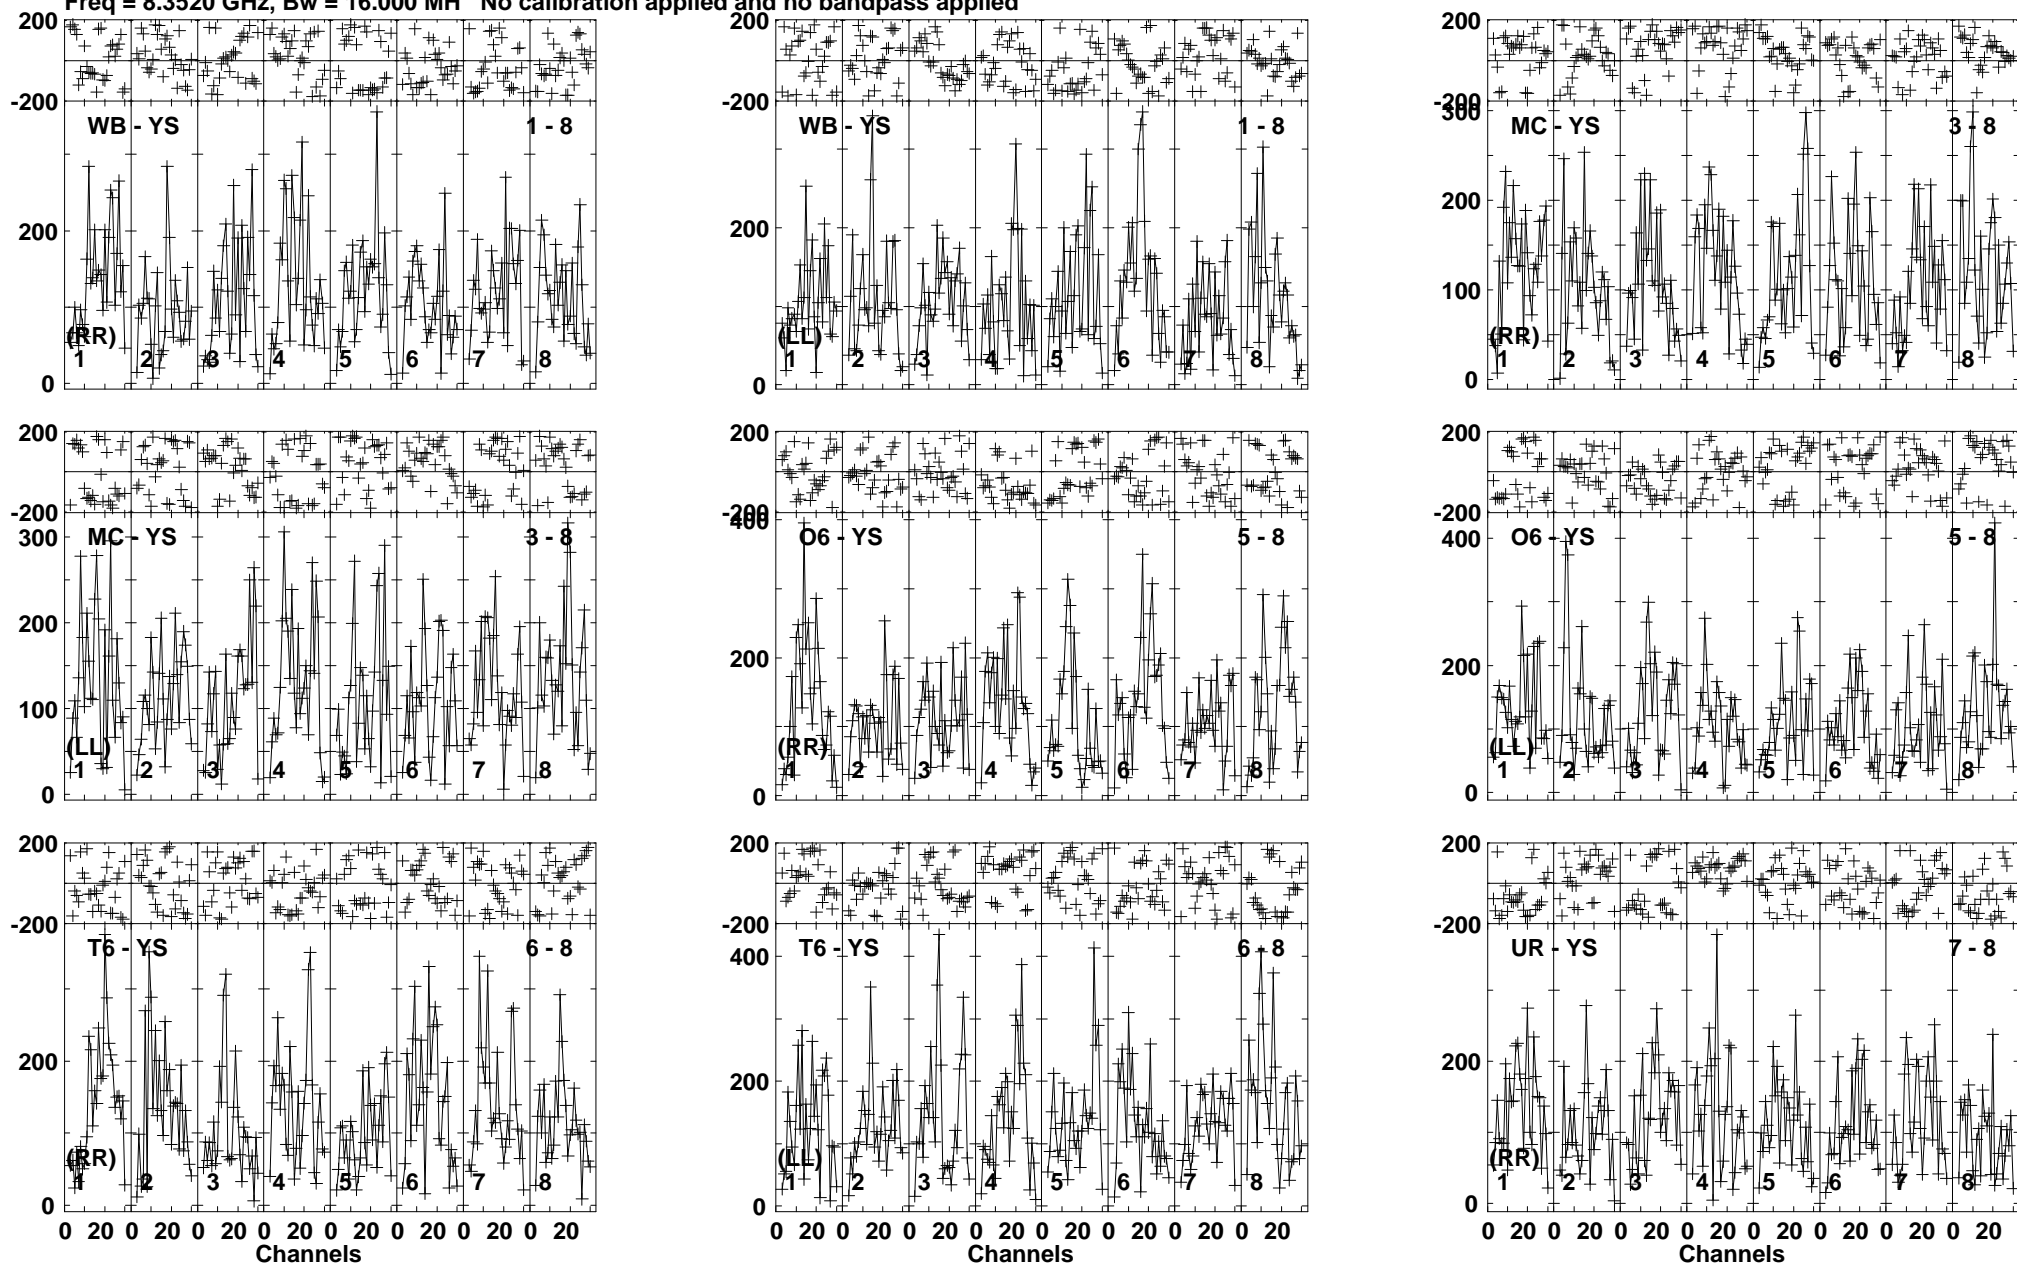 Freq = 8.3520 GHz, Bw = 16.000 MH No calibration applied and no bandpass applied
200 200 200
-200 -200 -200
WB - YS 1 - 8 WB - YS 1 - 8 MC - YS 3 - 8
300
200 200 200
100
(RR) (LL) (RR)
1 2 3 4 5 6 7 8 1 2 3 4 5 6 7 8 1 2 3 4 5 6 7 8
0 0 0
200 200 200
-200 -200 -200
400
MC - YS 3 - 8 O6 - YS 5 - 8 O6 - YS 5 - 8
300 400
200 200 200
100
(LL) (RR) (LL)
1 2 3 4 5 6 7 8 1 2 3 4 5 6 7 8 1 2 3 4 5 6 7 8
0 0 0
200 200 200
-200 -200 -200
T6 - YS 6 - 8 T6 - YS 6 - 8 UR - YS 7 - 8
400
200 200 200
(RR) (LL) (RR)
1 2 3 4 5 6 7 8 1 2 3 4 5 6 7 8 1 2 3 4 5 6 7 8
0 0 0
0 20 0 20 0 20 0 20 0 20 0 20 0 20 0 20 0 20 0 20 0 20 0 20 0 20 0 20 0 20 0 20 0 20 0 20 0 20 0 20 0 20 0 20 0 20 0 20
Channels Channels Channels